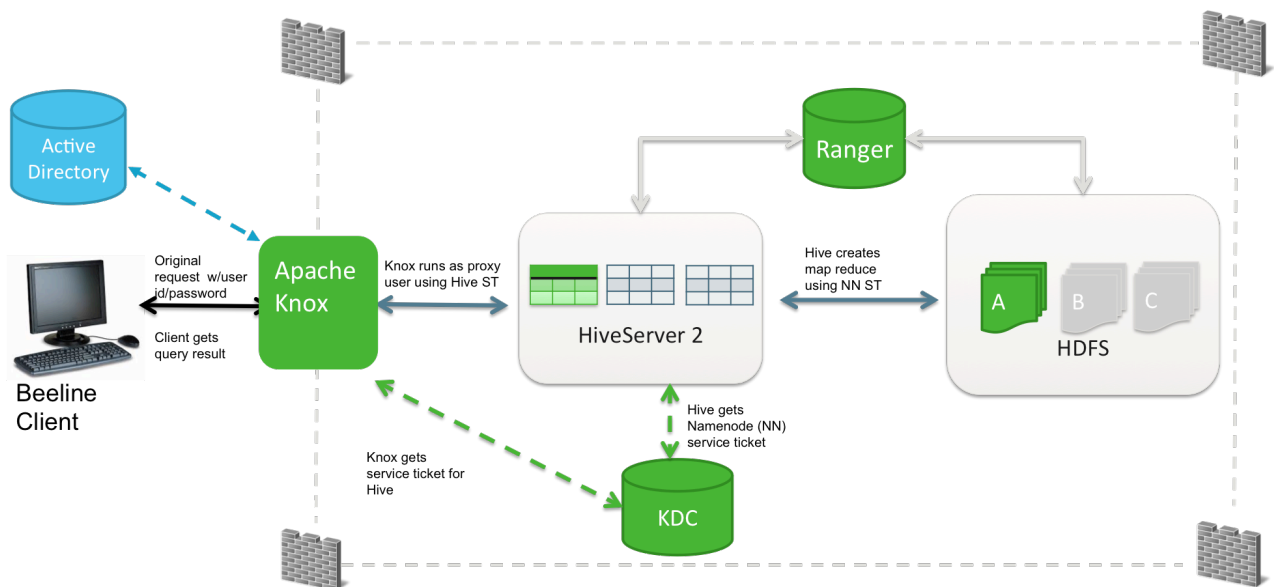 Active
Directory
Ranger
Original
request w/user
id/password
Client gets
query result
Beeline
Client
Apache
Knox
Knox runs as proxy
user using Hive ST
HiveServer 2
Hive creates
map reduce
using NN ST
A
B
C
HDFS
Knox gets
service ticket for
Hive
Hive gets
Namenode (NN)
service ticket
KDC